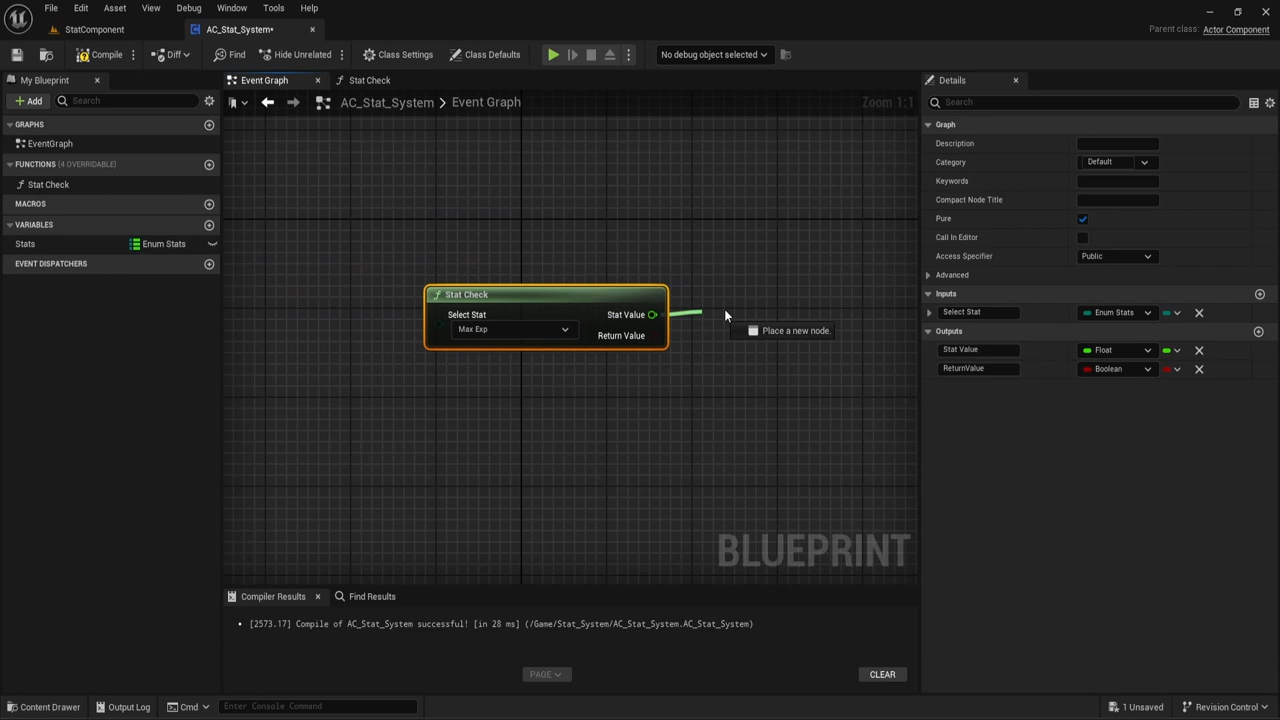 File Edit Asset View Debug Window Tools Help
StatComponent
AC_Stat_System*
Parent class: Actor Component
Compile
Diff
Find
Hide Unrelated
Class Settings
Class Defaults
No debug object selected
My Blueprint
Event Graph
Stat Check
Details
Add
Search
AC_Stat_System
Event Graph
Zoom 1:1
Search
GRAPHS
EventGraph
FUNCTIONS (4 OVERRIDABLE)
Stat Check
MACROS
VARIABLES
Stats
Enum Stats
EVENT DISPATCHERS
Stat Check
Select Stat
Max Exp
Stat Value
Return Value
Place a new node.
BLUEPRINT
Graph
Description
Category
Default
Keywords
Compact Node Title
Pure
Call In Editor
Access Specifier
Public
Advanced
Inputs
Select Stat
Enum Stats
Outputs
Stat Value
Float
ReturnValue
Boolean
Compiler Results
Find Results
• [2573.17] Compile of AC_Stat_System successful! [in 28 ms] (/Game/Stat_System/AC_Stat_System.AC_Stat_System)
PAGE
CLEAR
Content Drawer
Output Log
Cmd
Enter Console Command
1 Unsaved
Revision Control